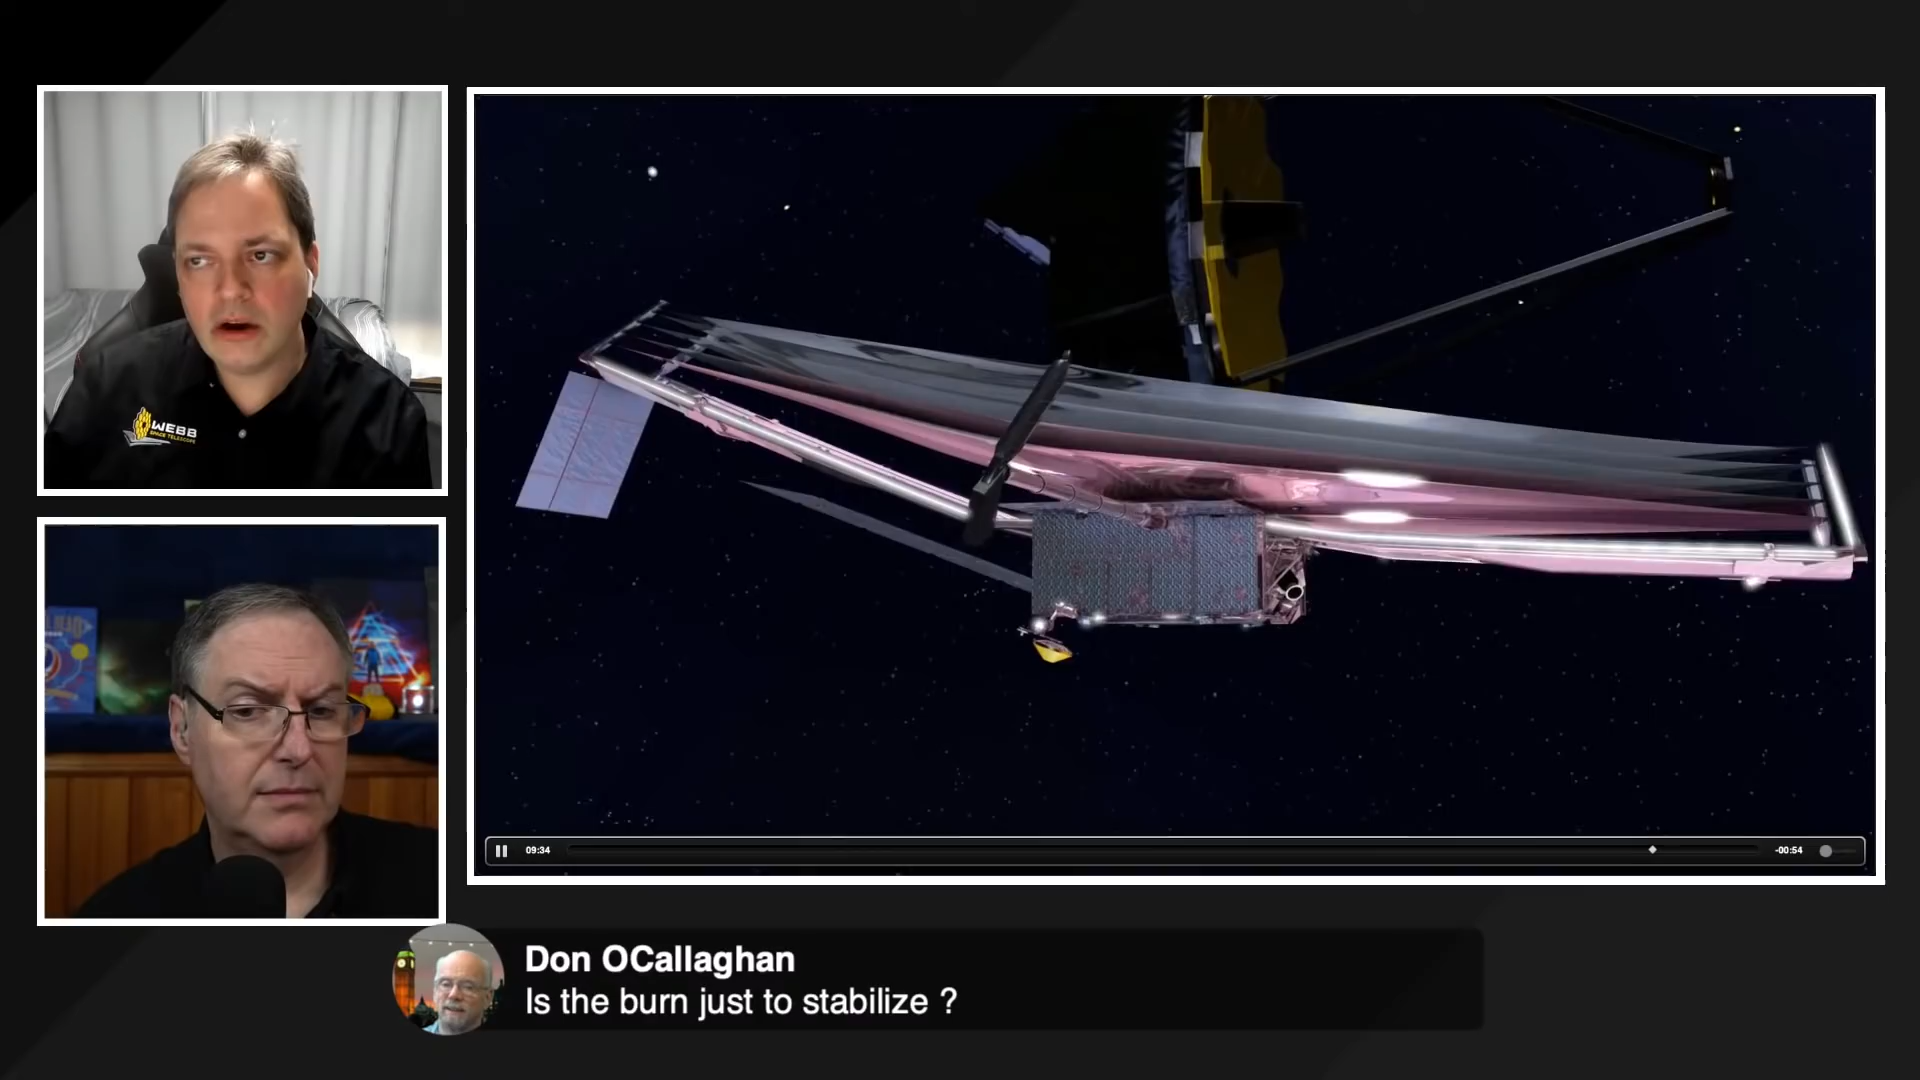 WEBB
SPACE TELESCOPE
09:34
-00:54
Don OCallaghan
Is the burn just to stabilize ?